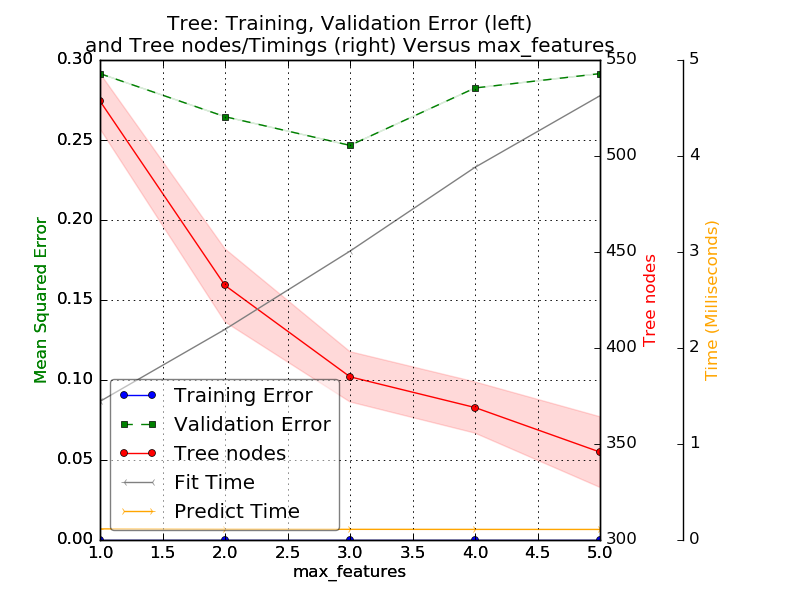 Tree: Training, Validation Error (left)
and Tree nodes/Timings (right) Versus max_features
0.30
0.25
0.20
0.15
0.10
0.05
0.00
Mean Squared Error
1.0 1.5 2.0 2.5 3.0 3.5 4.0 4.5 5.0
max_features
Training Error
Validation Error
Tree nodes
Fit Time
Predict Time
550
500
450
400
350
300
Tree nodes
5
4
3
2
1
0
Time (Milliseconds)